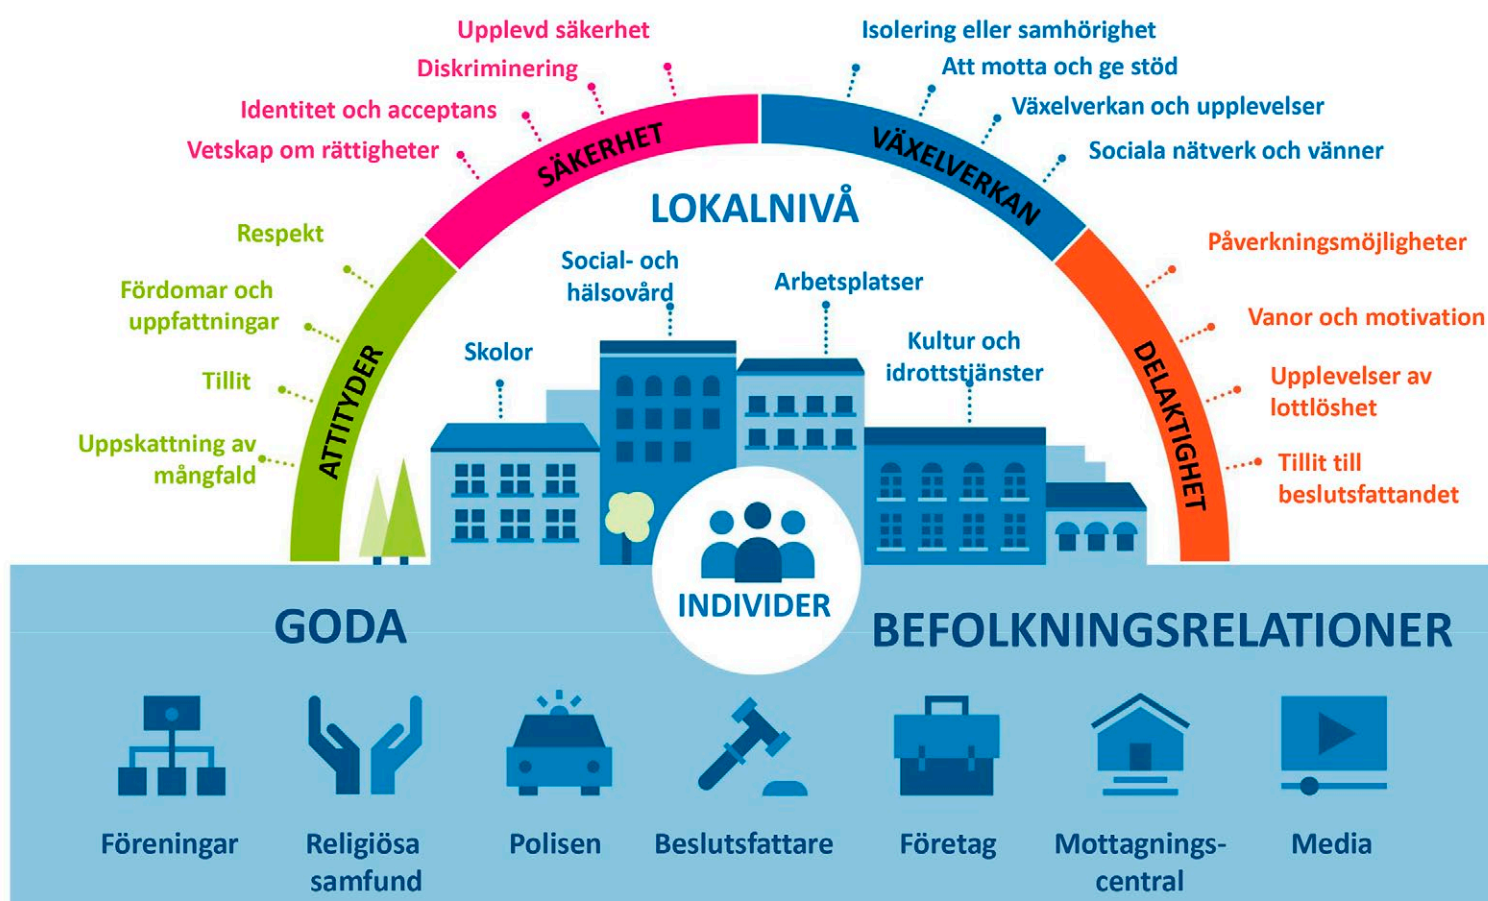 Upplevd säkerhet
Diskriminering
Identitet och acceptans
Vetskap om rättigheter
SÄKERHET
Isolering eller samhörighet
Att motta och ge stöd
Växelverkan och upplevelser
Sociala nätverk och vänner
VÄXELVERKAN
Respekt
Fördomar och
uppfattningar
Tillit
Uppskattning av
mångfald
ATTITYDER
Påverkningsmöjligheter
Vanor och motivation
Upplevelser av
lottlöshet
Tillit till
beslutsfattandet
DELAKTIGHET
LOKALNIVÅ
Skolor
Social- och
hälsovård
Arbetsplatser
Kultur och
idrottstjänster
INDIVIDER
GODA
BEFOLKNINGSRELATIONER
Föreningar
Religiösa
samfund
Polisen
Beslutsfattare
Företag
Mottagnings-
central
Media